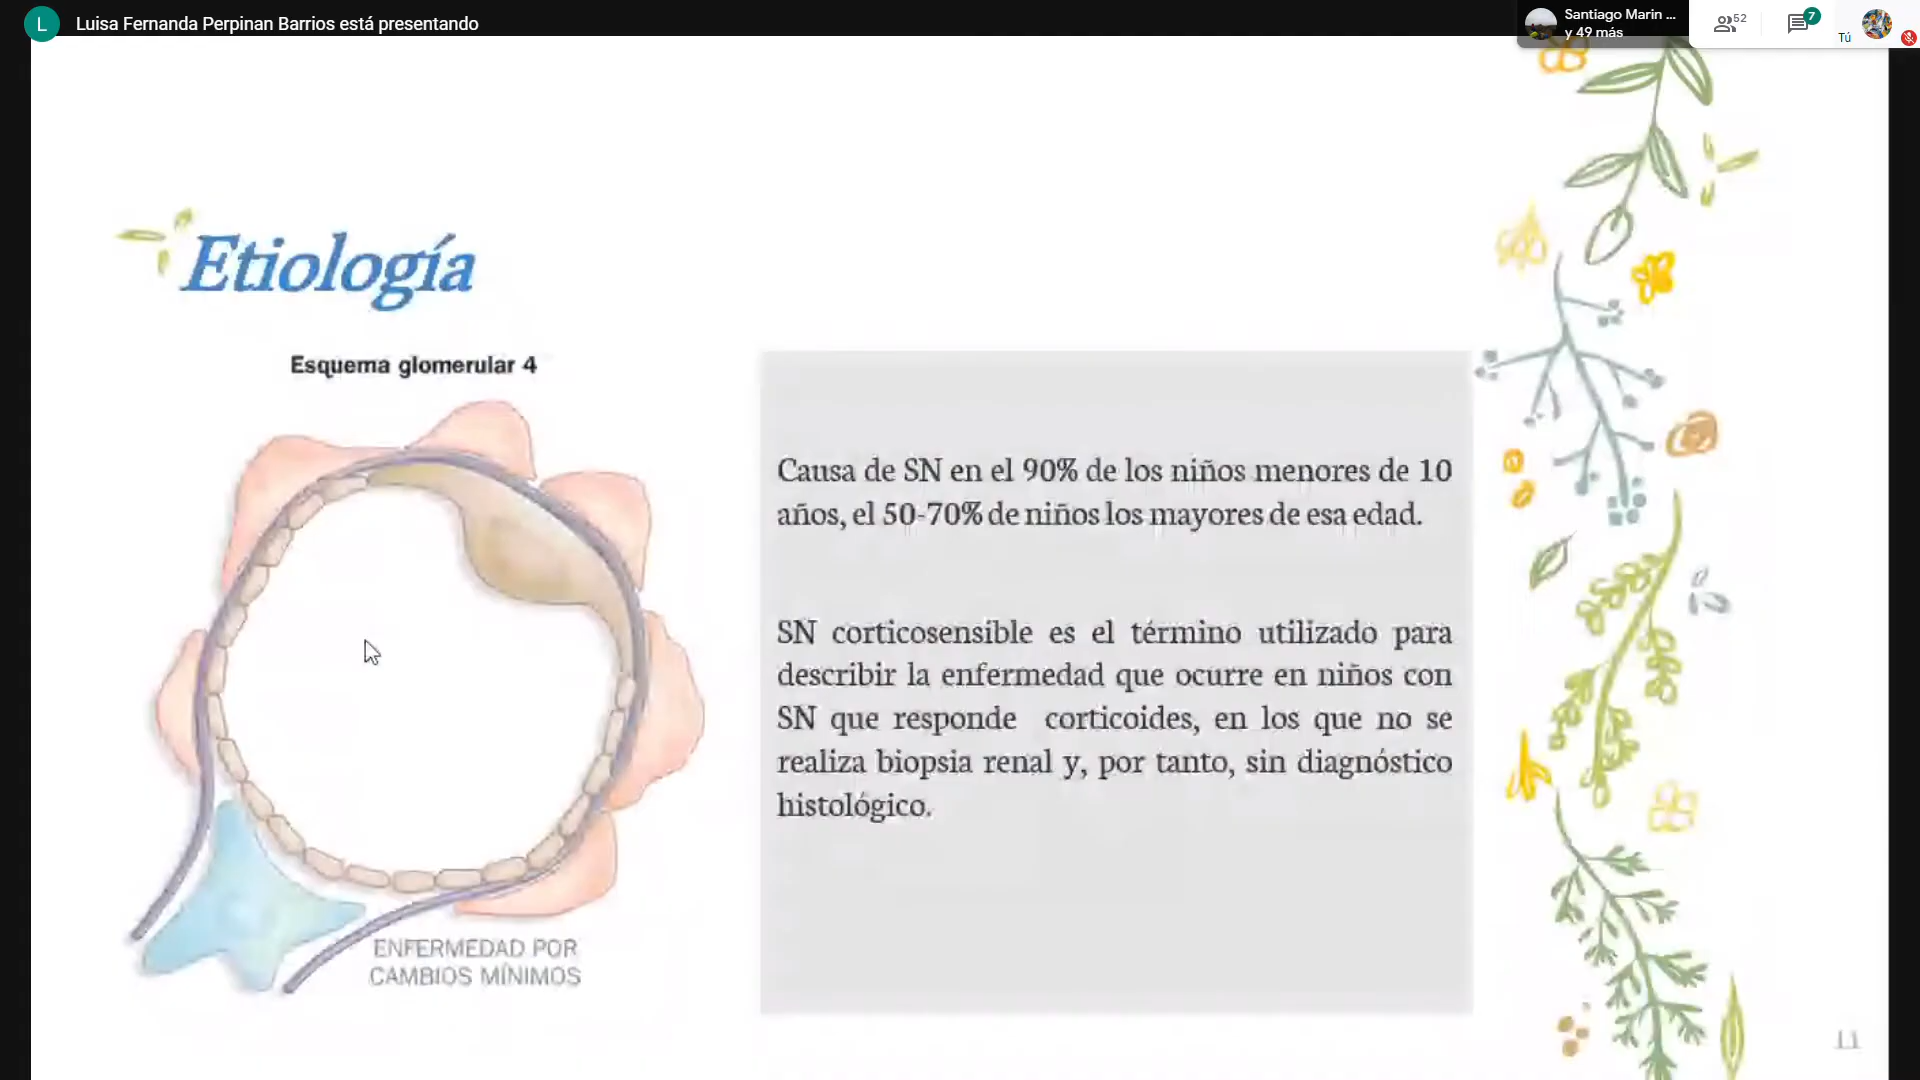 L
Luisa Fernanda Perpinan Barrios está presentando
Santiago Marin ...
y 49 más
52
7
Tú
Etiología
Esquema glomerular 4
ENFERMEDAD POR
CAMBIOS MÍNIMOS
Causa de SN en el 90% de los niños menores de 10
años, el 50-70% de niños los mayores de esa edad.
SN corticosensible es el término utilizado para
describir la enfermedad que ocurre en niños con
SN que responde corticoides, en los que no se
realiza biopsia renal y, por tanto, sin diagnóstico
histológico.
11